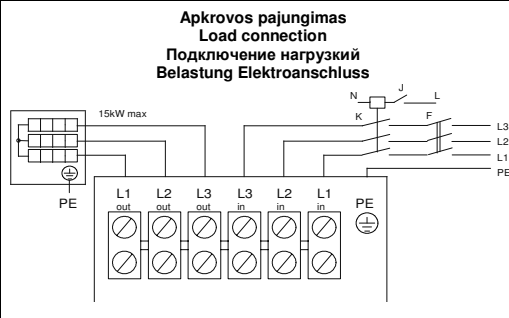 Apkrovos pajungimas
Load connection
Подключение нагрузкий
Belastung Elektroanschluss
N J L
15kW max
K F
L3
L2
L1
PE
PE
L1 L2 L3 L3 L2 L1 PE
out out out in in in